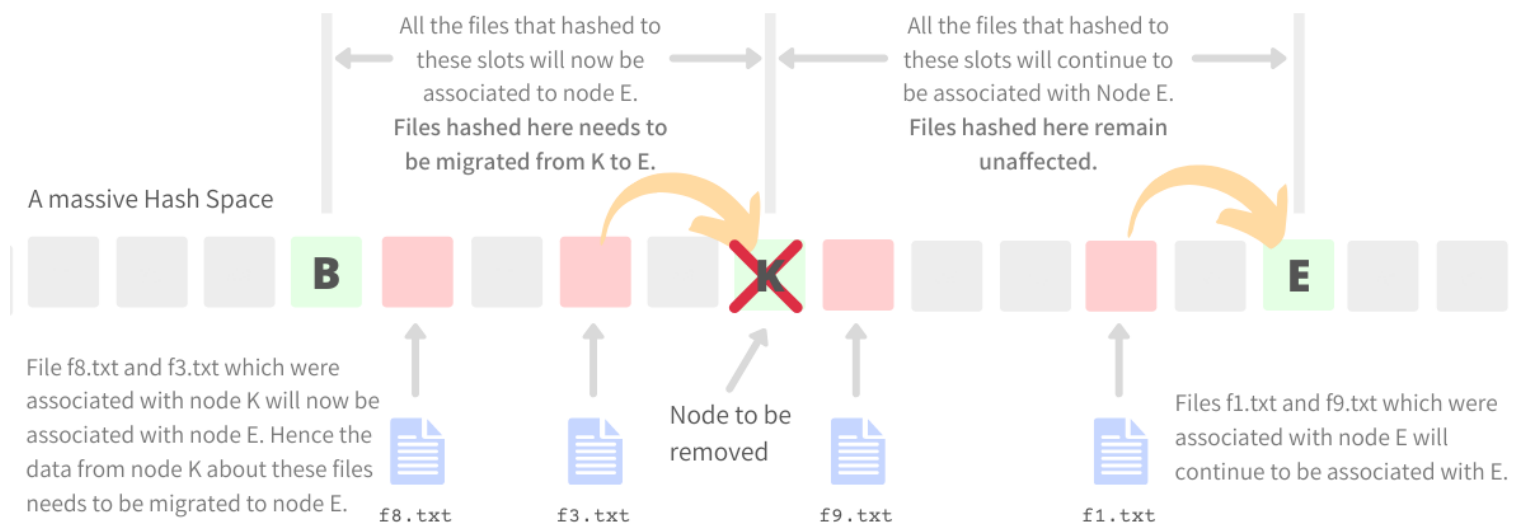 All the files that hashed to
these slots will now be
associated to node E.
Files hashed here needs to
be migrated from K to E.
All the files that hashed to
these slots will continue to
be associated with Node E.
Files hashed here remain
unaffected.
A massive Hash Space
B
K
E
File f8.txt and f3.txt which were
associated with node K will now be
associated with node E. Hence the
data from node K about these files
needs to be migrated to node E.
f8.txt
f3.txt
Node to be
removed
f9.txt
f1.txt
Files f1.txt and f9.txt which were
associated with node E will
continue to be associated with E.